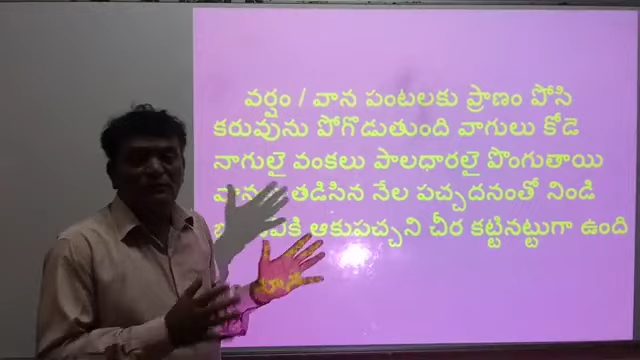 వర్షం / వాన పంటలకు ప్రాణం పోసి
కరువును పోగొడుతుంది వాగులు కోడె
నాగులై వంకలు పాలధారలై పొంగుతాయి
తడిసిన నేల పచ్చదనంతో నిండి
ఆకుపచ్చని చీర కట్టినట్టుగా ఉంది